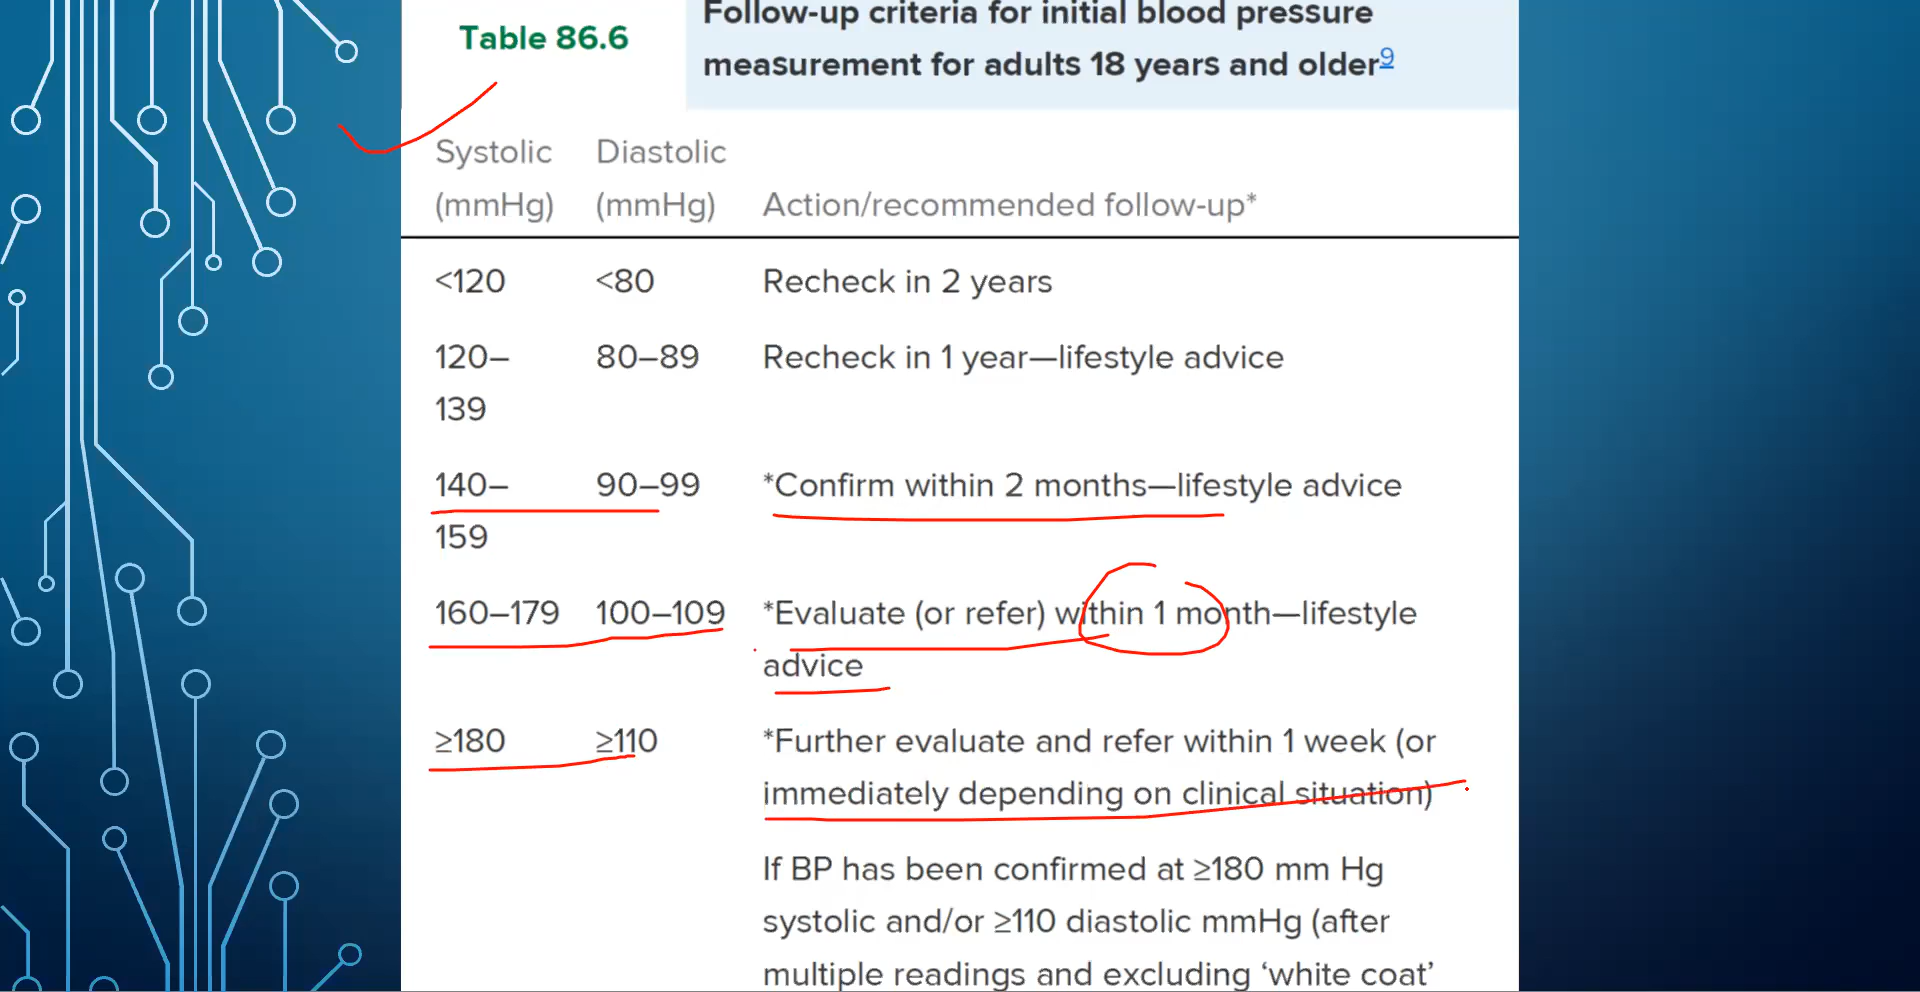 Table 86.6
Follow-up criteria for initial blood pressure
measurement for adults 18 years and older9
Systolic Diastolic
(mmHg) (mmHg) Action/recommended follow-up*
<120 <80 Recheck in 2 years
120– 80–89 Recheck in 1 year—lifestyle advice
139
140– 90–99 *Confirm within 2 months—lifestyle advice
159
160–179 100–109 *Evaluate (or refer) within 1 month—lifestyle
advice
≥180 ≥110 *Further evaluate and refer within 1 week (or
immediately depending on clinical situation)
If BP has been confirmed at ≥180 mm Hg
systolic and/or ≥110 diastolic mmHg (after
multiple readings and excluding ‘white coat’